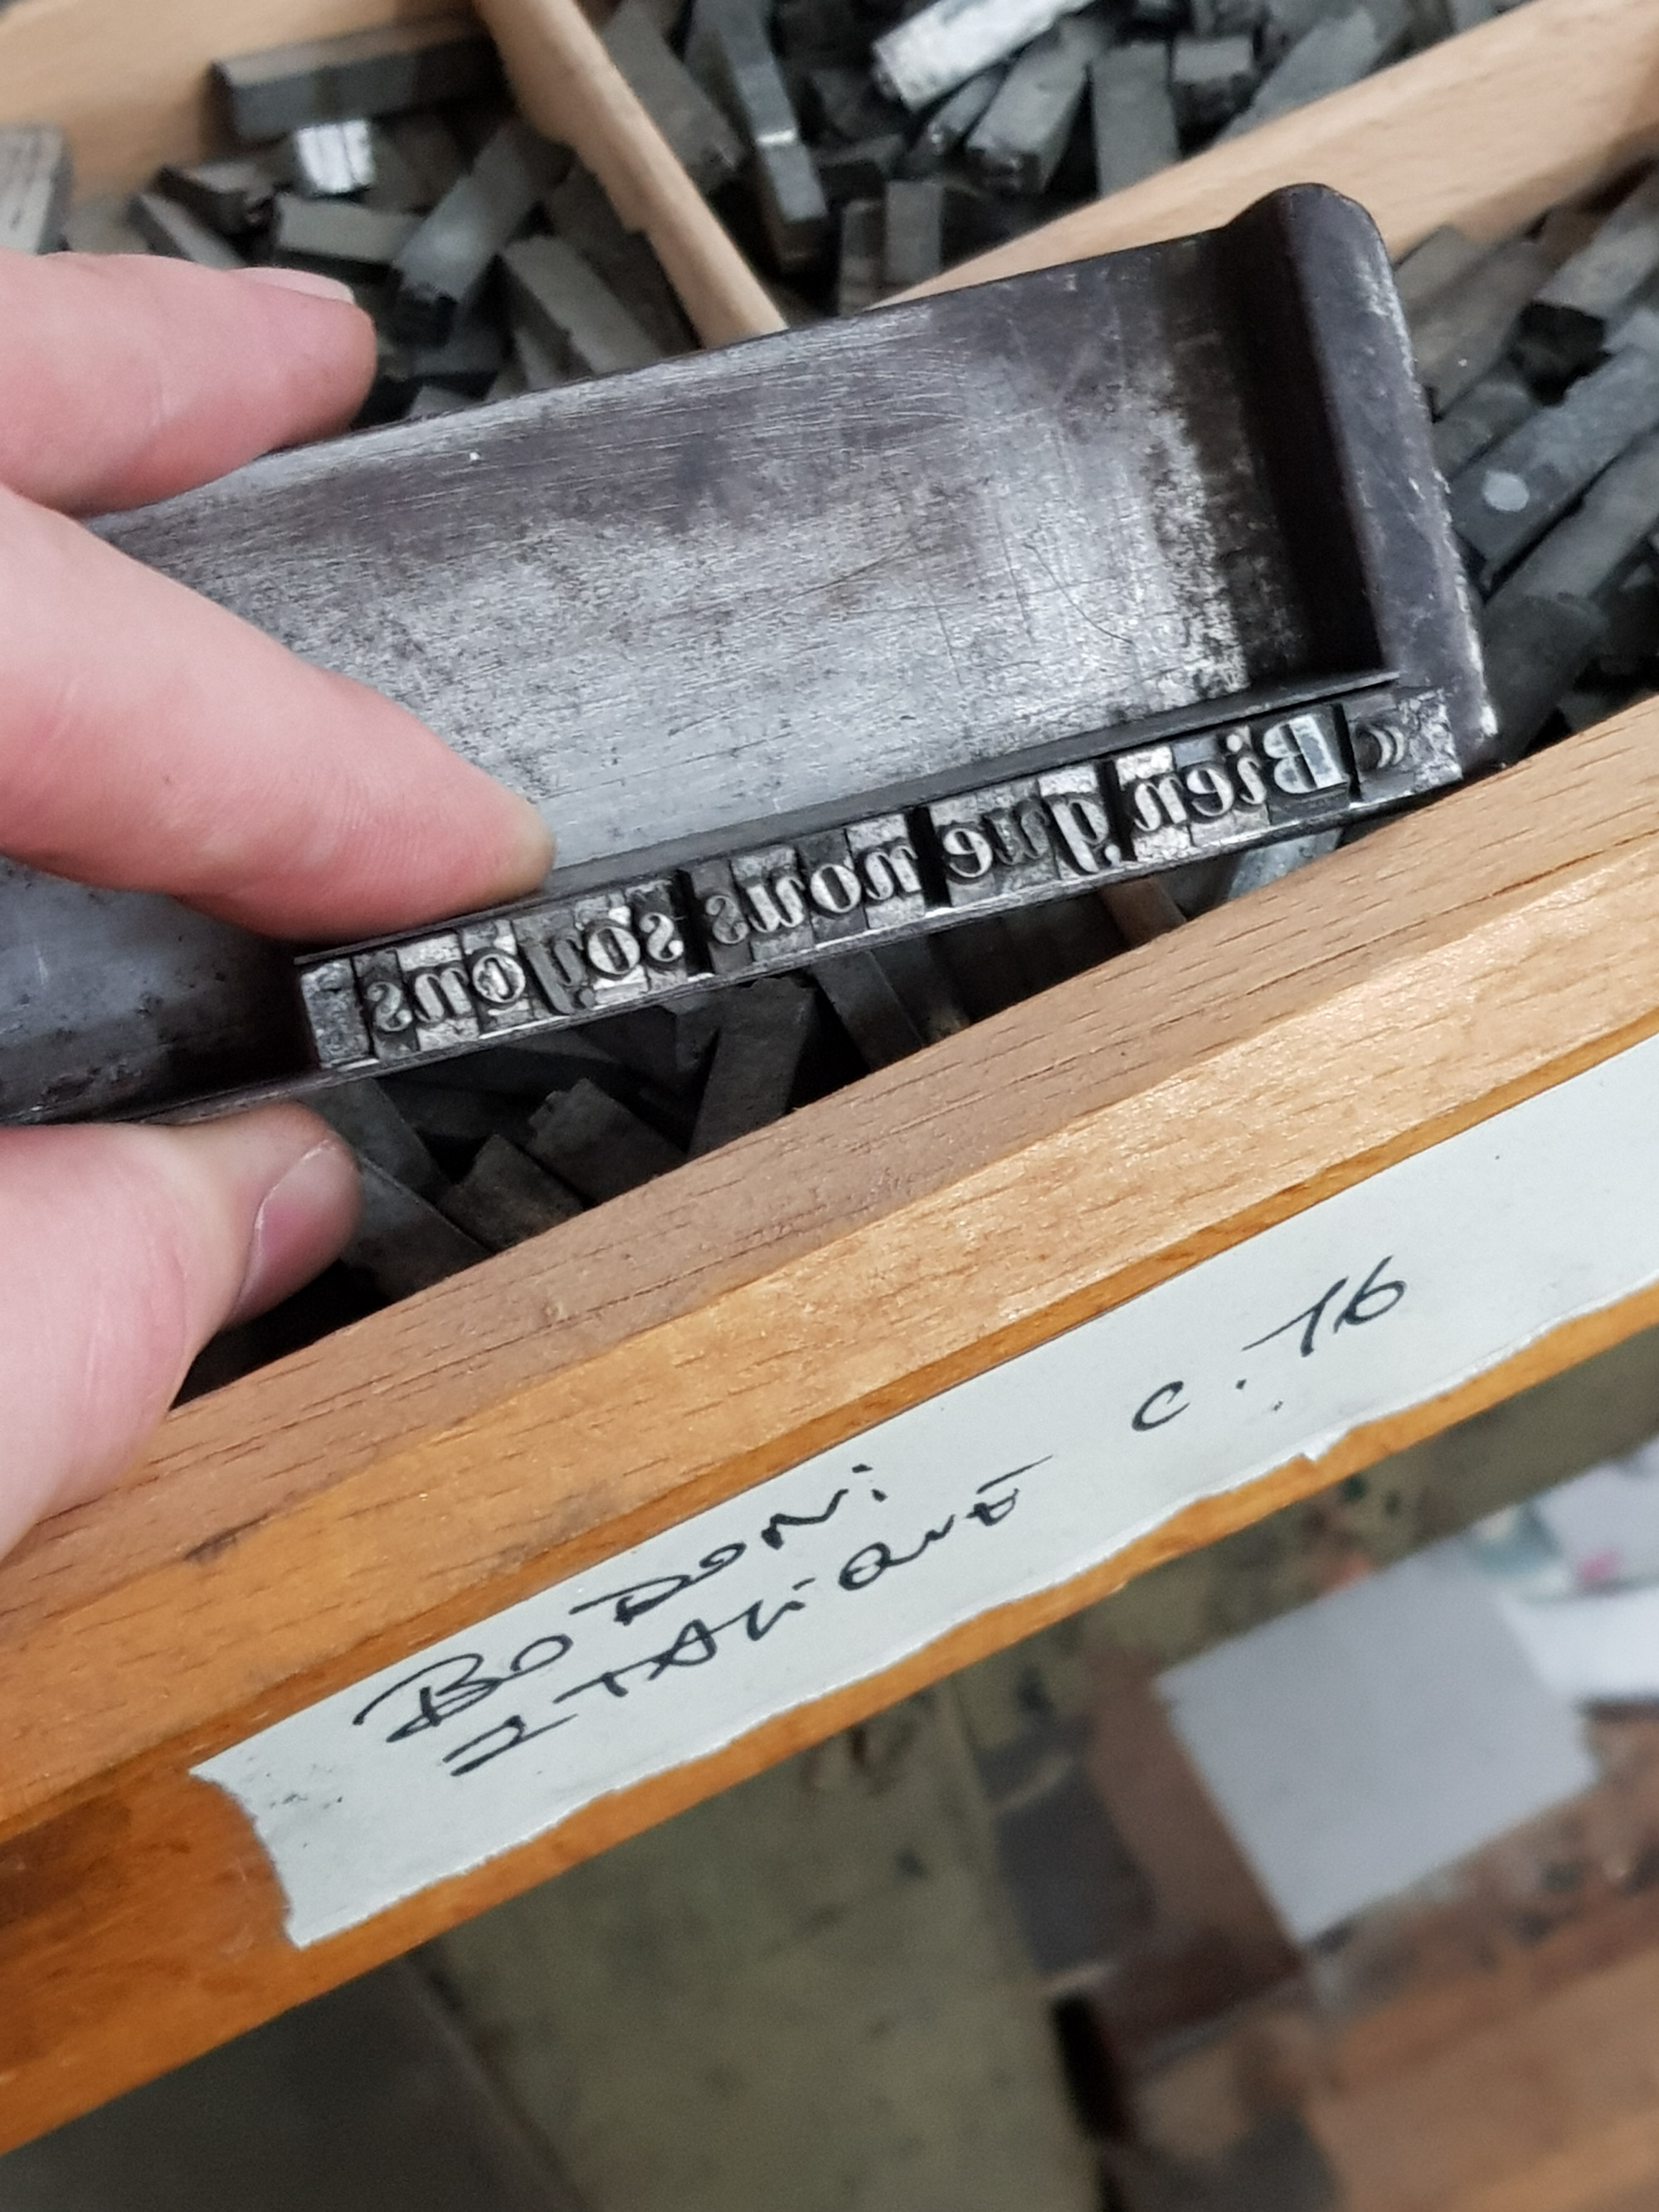 « Bien que nous soyons
BODONi
ITALiQUE C. 16